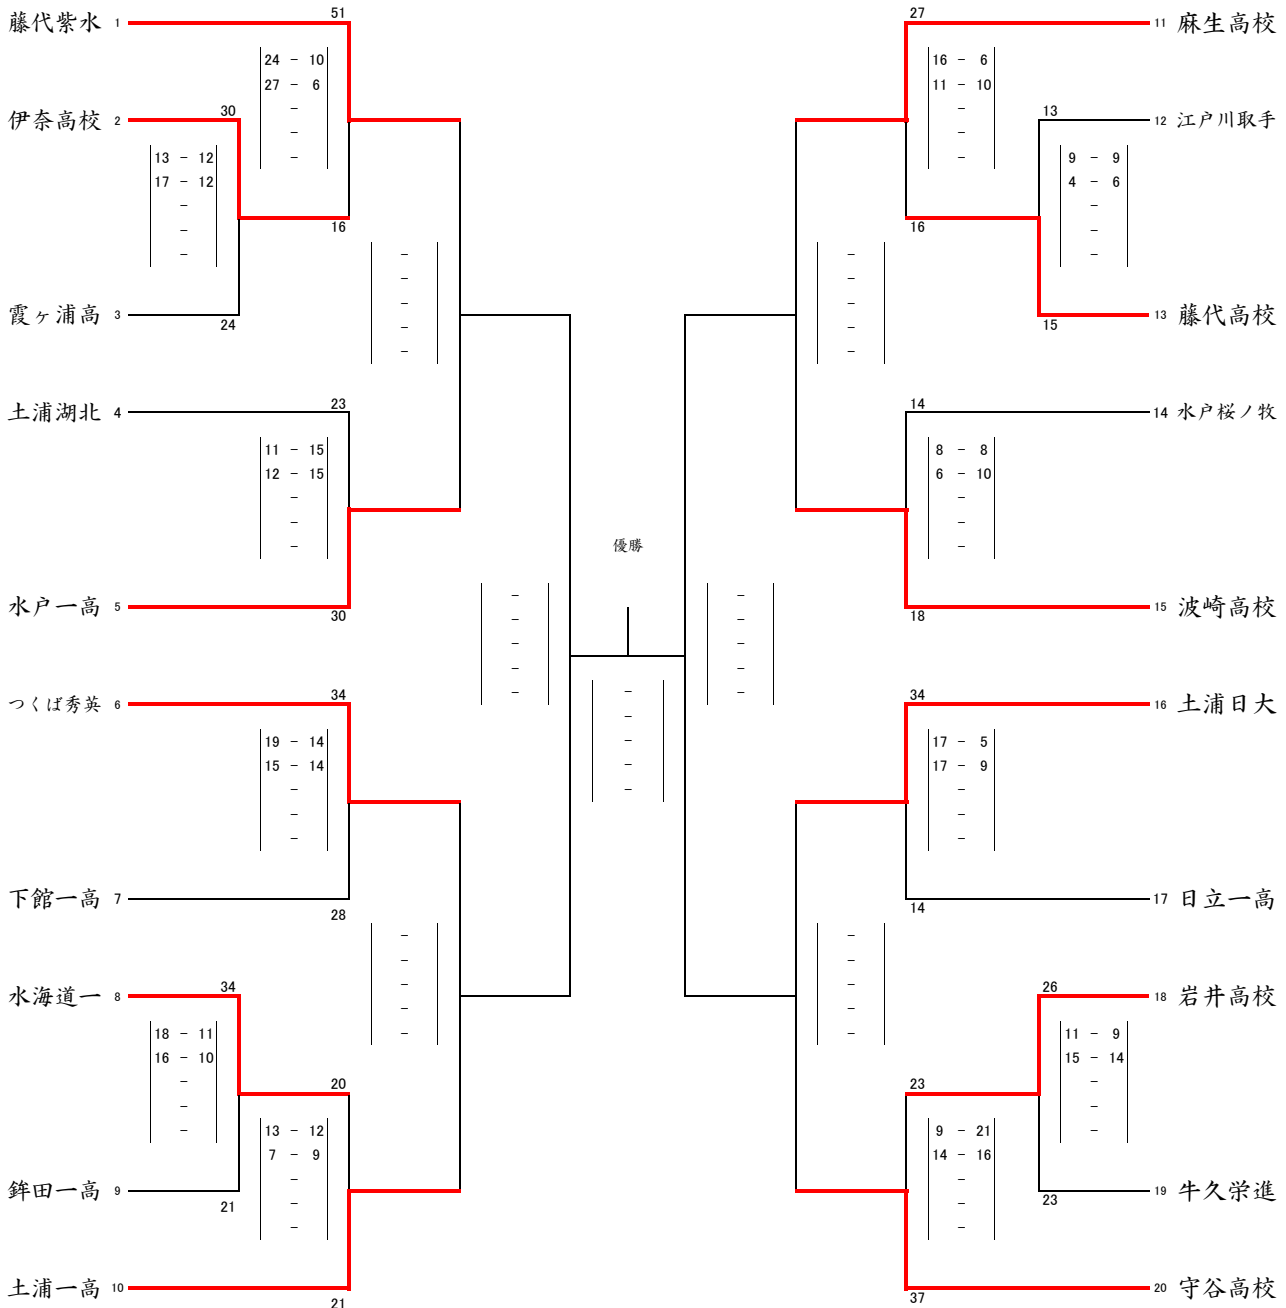 藤代紫水 1 51
24 - 10
27 - 6
-
-
-
伊奈高校 2 30
13 - 12
17 - 12
-
-
-
16
霞ヶ浦高 3 24
-
-
-
-
-
土浦湖北 4 23
11 - 15
12 - 15
-
-
-
水戸一高 5 30
-
-
-
-
-
つくば秀英 6 34
19 - 14
15 - 14
-
-
-
下館一高 7 28
-
-
-
-
-
水海道一 8 34
18 - 11
16 - 10
-
-
-
20
13 - 12
7 - 9
-
-
-
鉾田一高 9 21
土浦一高 10 21
優勝
-
-
-
-
-
27 11 麻生高校
16 - 6
11 - 10
-
-
-
13 12 江戸川取手
9 - 9
4 - 6
-
-
-
16
15 13 藤代高校
-
-
-
-
-
14 14 水戸桜ノ牧
8 - 8
6 - 10
-
-
-
18 15 波崎高校
-
-
-
-
-
34 16 土浦日大
17 - 5
17 - 9
-
-
-
14 17 日立一高
-
-
-
-
-
26 18 岩井高校
11 - 9
15 - 14
-
-
-
23
9 - 21
14 - 16
-
-
-
23 19 牛久栄進
37 20 守谷高校